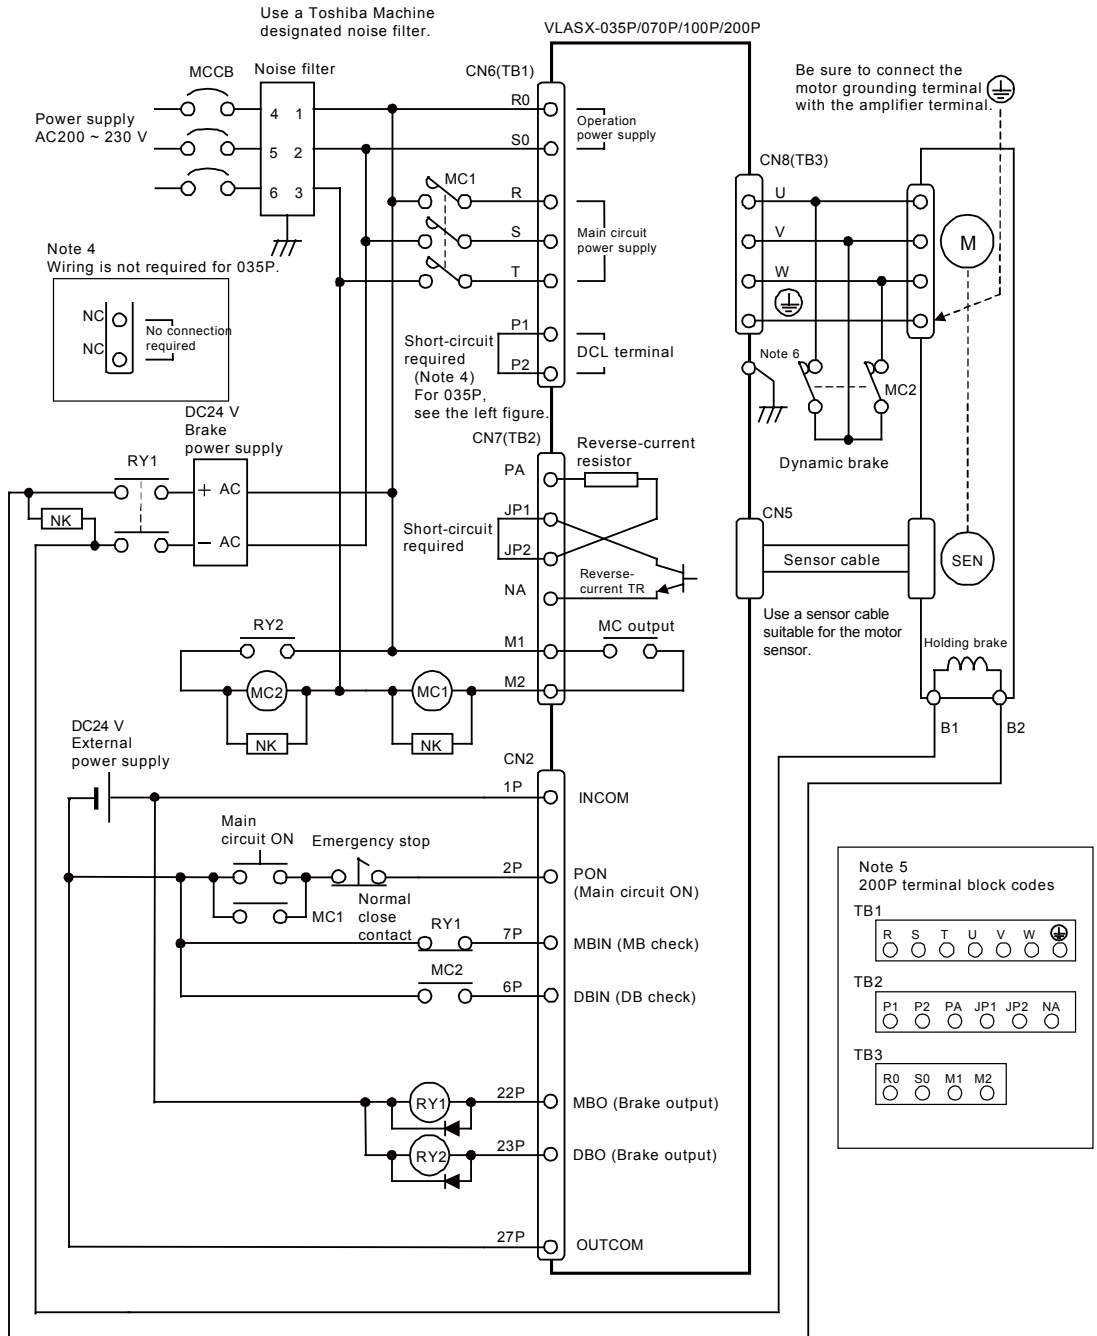 Use a Toshiba Machine
designated noise filter.
VLASX-035P/070P/100P/200P
MCCB
Noise filter
CN6(TB1)
Be sure to connect the
motor grounding terminal
with the amplifier terminal.
Power supply
AC200 ~ 230 V
4 1
5 2
6 3
R0
S0
Operation
power supply
CN8(TB3)
MC1
R
S
T
Main circuit
power supply
U
V
W
M
Note 4
Wiring is not required for 035P.
NC
NC
No connection
required
Short-circuit
required
(Note 4)
For 035P,
see the left figure.
P1
P2
DCL terminal
Note 6
MC2
Dynamic brake
DC24 V
Brake
power supply
RY1
+ AC
− AC
NK
CN7(TB2)
PA
JP1
JP2
NA
Short-circuit
required
Reverse-current
resistor
Reverse-
current TR
CN5
Sensor cable
SEN
Use a sensor cable
suitable for the motor
sensor.
Holding brake
B1
B2
RY2
M1
M2
MC output
MC2
MC1
NK
NK
DC24 V
External
power supply
CN2
1P
INCOM
Main
circuit ON
Emergency stop
2P
PON
(Main circuit ON)
MC1
Normal
close
contact
RY1
7P
MBIN (MB check)
MC2
6P
DBIN (DB check)
RY1
22P
MBO (Brake output)
RY2
23P
DBO (Brake output)
27P
OUTCOM
Note 5
200P terminal block codes
TB1
R S T U V W
TB2
P1 P2 PA JP1 JP2 NA
TB3
R0 S0 M1 M2